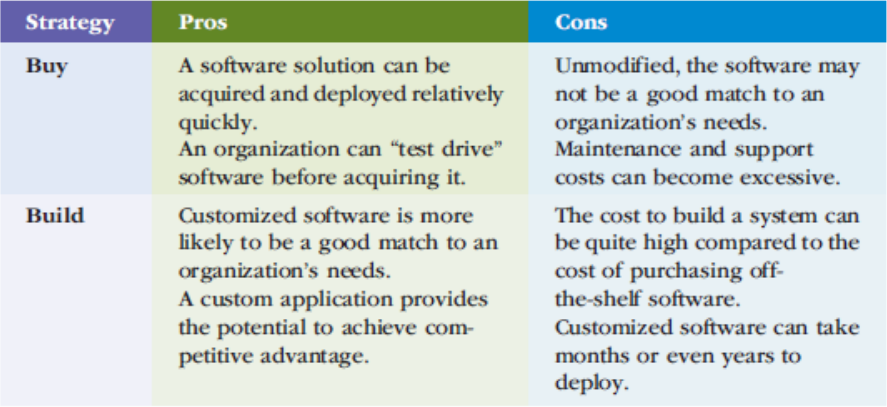 Strategy Pros Cons
Buy
A software solution can be
acquired and deployed relatively
quickly.
An organization can “test drive”
software before acquiring it.
Unmodified, the software may
not be a good match to an
organization’s needs.
Maintenance and support
costs can become excessive.
Build
Customized software is more
likely to be a good match to an
organization’s needs.
A custom application provides
the potential to achieve com-
petitive advantage.
The cost to build a system can
be quite high compared to the
cost of purchasing off-
the-shelf software.
Customized software can take
months or even years to
deploy.